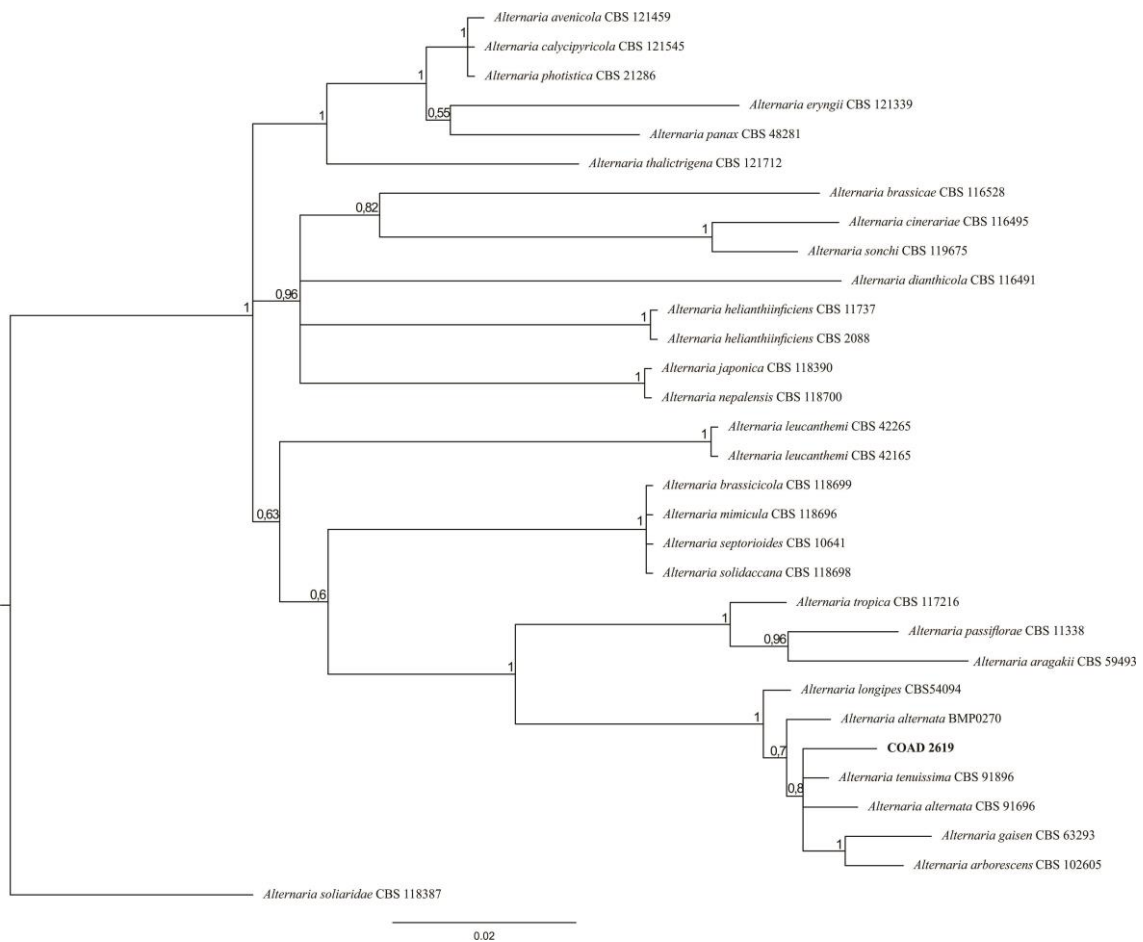 Alternaria avenicola CBS 121459
1
Alternaria calycipyricola CBS 121545
1
Alternaria photistica CBS 21286
Alternaria eryngii CBS 121339
0,55
1
Alternaria panax CBS 48281
Alternaria thalictrigena CBS 121712
Alternaria brassicae CBS 116528
0,82
Alternaria cinerariae CBS 116495
1
Alternaria sonchi CBS 119675
Alternaria dianthicola CBS 116491
0,96
1
Alternaria helianthiinficiens CBS 11737
1
Alternaria helianthiinficiens CBS 2088
Alternaria japonica CBS 118390
1
Alternaria nepalensis CBS 118700
Alternaria leucanthemi CBS 42265
1
Alternaria leucanthemi CBS 42165
Alternaria brassicicola CBS 118699
0,63
Alternaria mimicula CBS 118696
1
Alternaria septorioides CBS 10641
Alternaria solidaccana CBS 118698
0,6
Alternaria tropica CBS 117216
1
Alternaria passiflorae CBS 11338
0,96
Alternaria aragakii CBS 59493
1
Alternaria longipes CBS54094
1
Alternaria alternata BMP0270
COAD 2619
0,7
Alternaria tenuissima CBS 91896
0,8
Alternaria alternata CBS 91696
Alternaria gaisen CBS 63293
1
Alternaria arborescens CBS 102605
Alternaria soliaridae CBS 118387
0.02